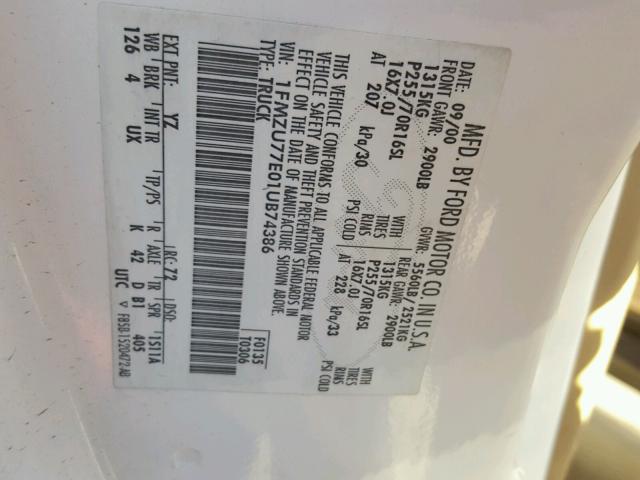 MFD. BY FORD MOTOR CO. IN U.S.A.
DATE: 09/00 GVWR: 5560LB/2521KG
FRONT GAWR: 2900LB REAR GAWR: 2900LB
1315KG WITH 1315KG WITH
P255/70R16SL TIRES P255/70R16SL TIRES
16X7.0J RIMS 16X7.0J RIMS
AT 207 kPa/30 PSI COLD AT 228 kPa/33 PSI COLD
THIS VEHICLE CONFORMS TO ALL APPLICABLE FEDERAL MOTOR
VEHICLE SAFETY AND THEFT PREVENTION STANDARDS IN
EFFECT ON THE DATE OF MANUFACTURE SHOWN ABOVE.
VIN: 1FMZU77E01UB74386
TYPE: TRUCK
F0135
T0306
EXT PNT: YZ RC: 72 DSO:
WB BRK INT TR TP/PS R AXLE TR SPR
126 4 UX K 42 D B1 405
UTC